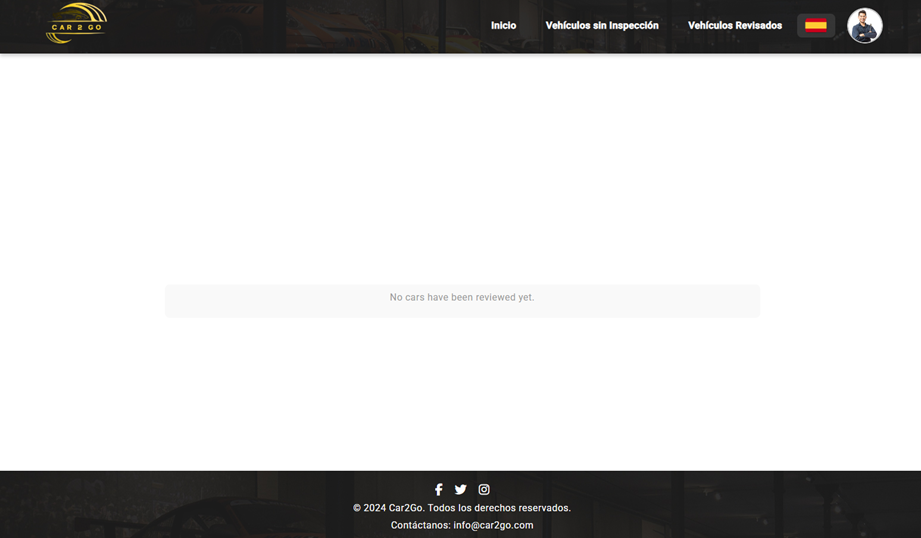 CAR 2 GO
Inicio
Vehículos sin Inspección
Vehículos Revisados
No cars have been reviewed yet.
© 2024 Car2Go. Todos los derechos reservados.
Contáctanos: info@car2go.com